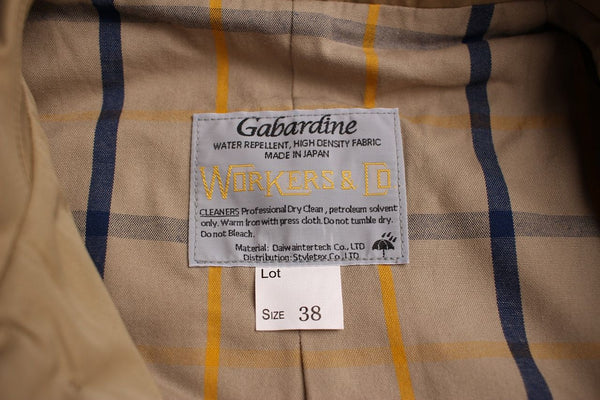 Gabardine
WATER REPELLENT, HIGH DENSITY FABRIC
MADE IN JAPAN
WORKERS & CO.
CLEANERS Professional Dry Clean , petroleum solvent
only. Warm Iron with press cloth. Do not tumble dry.
Do not Bleach.
Material: Daiwaintertech Co., LTD
Distribution: Styletex Co., LTD
Lot
SIZE 38